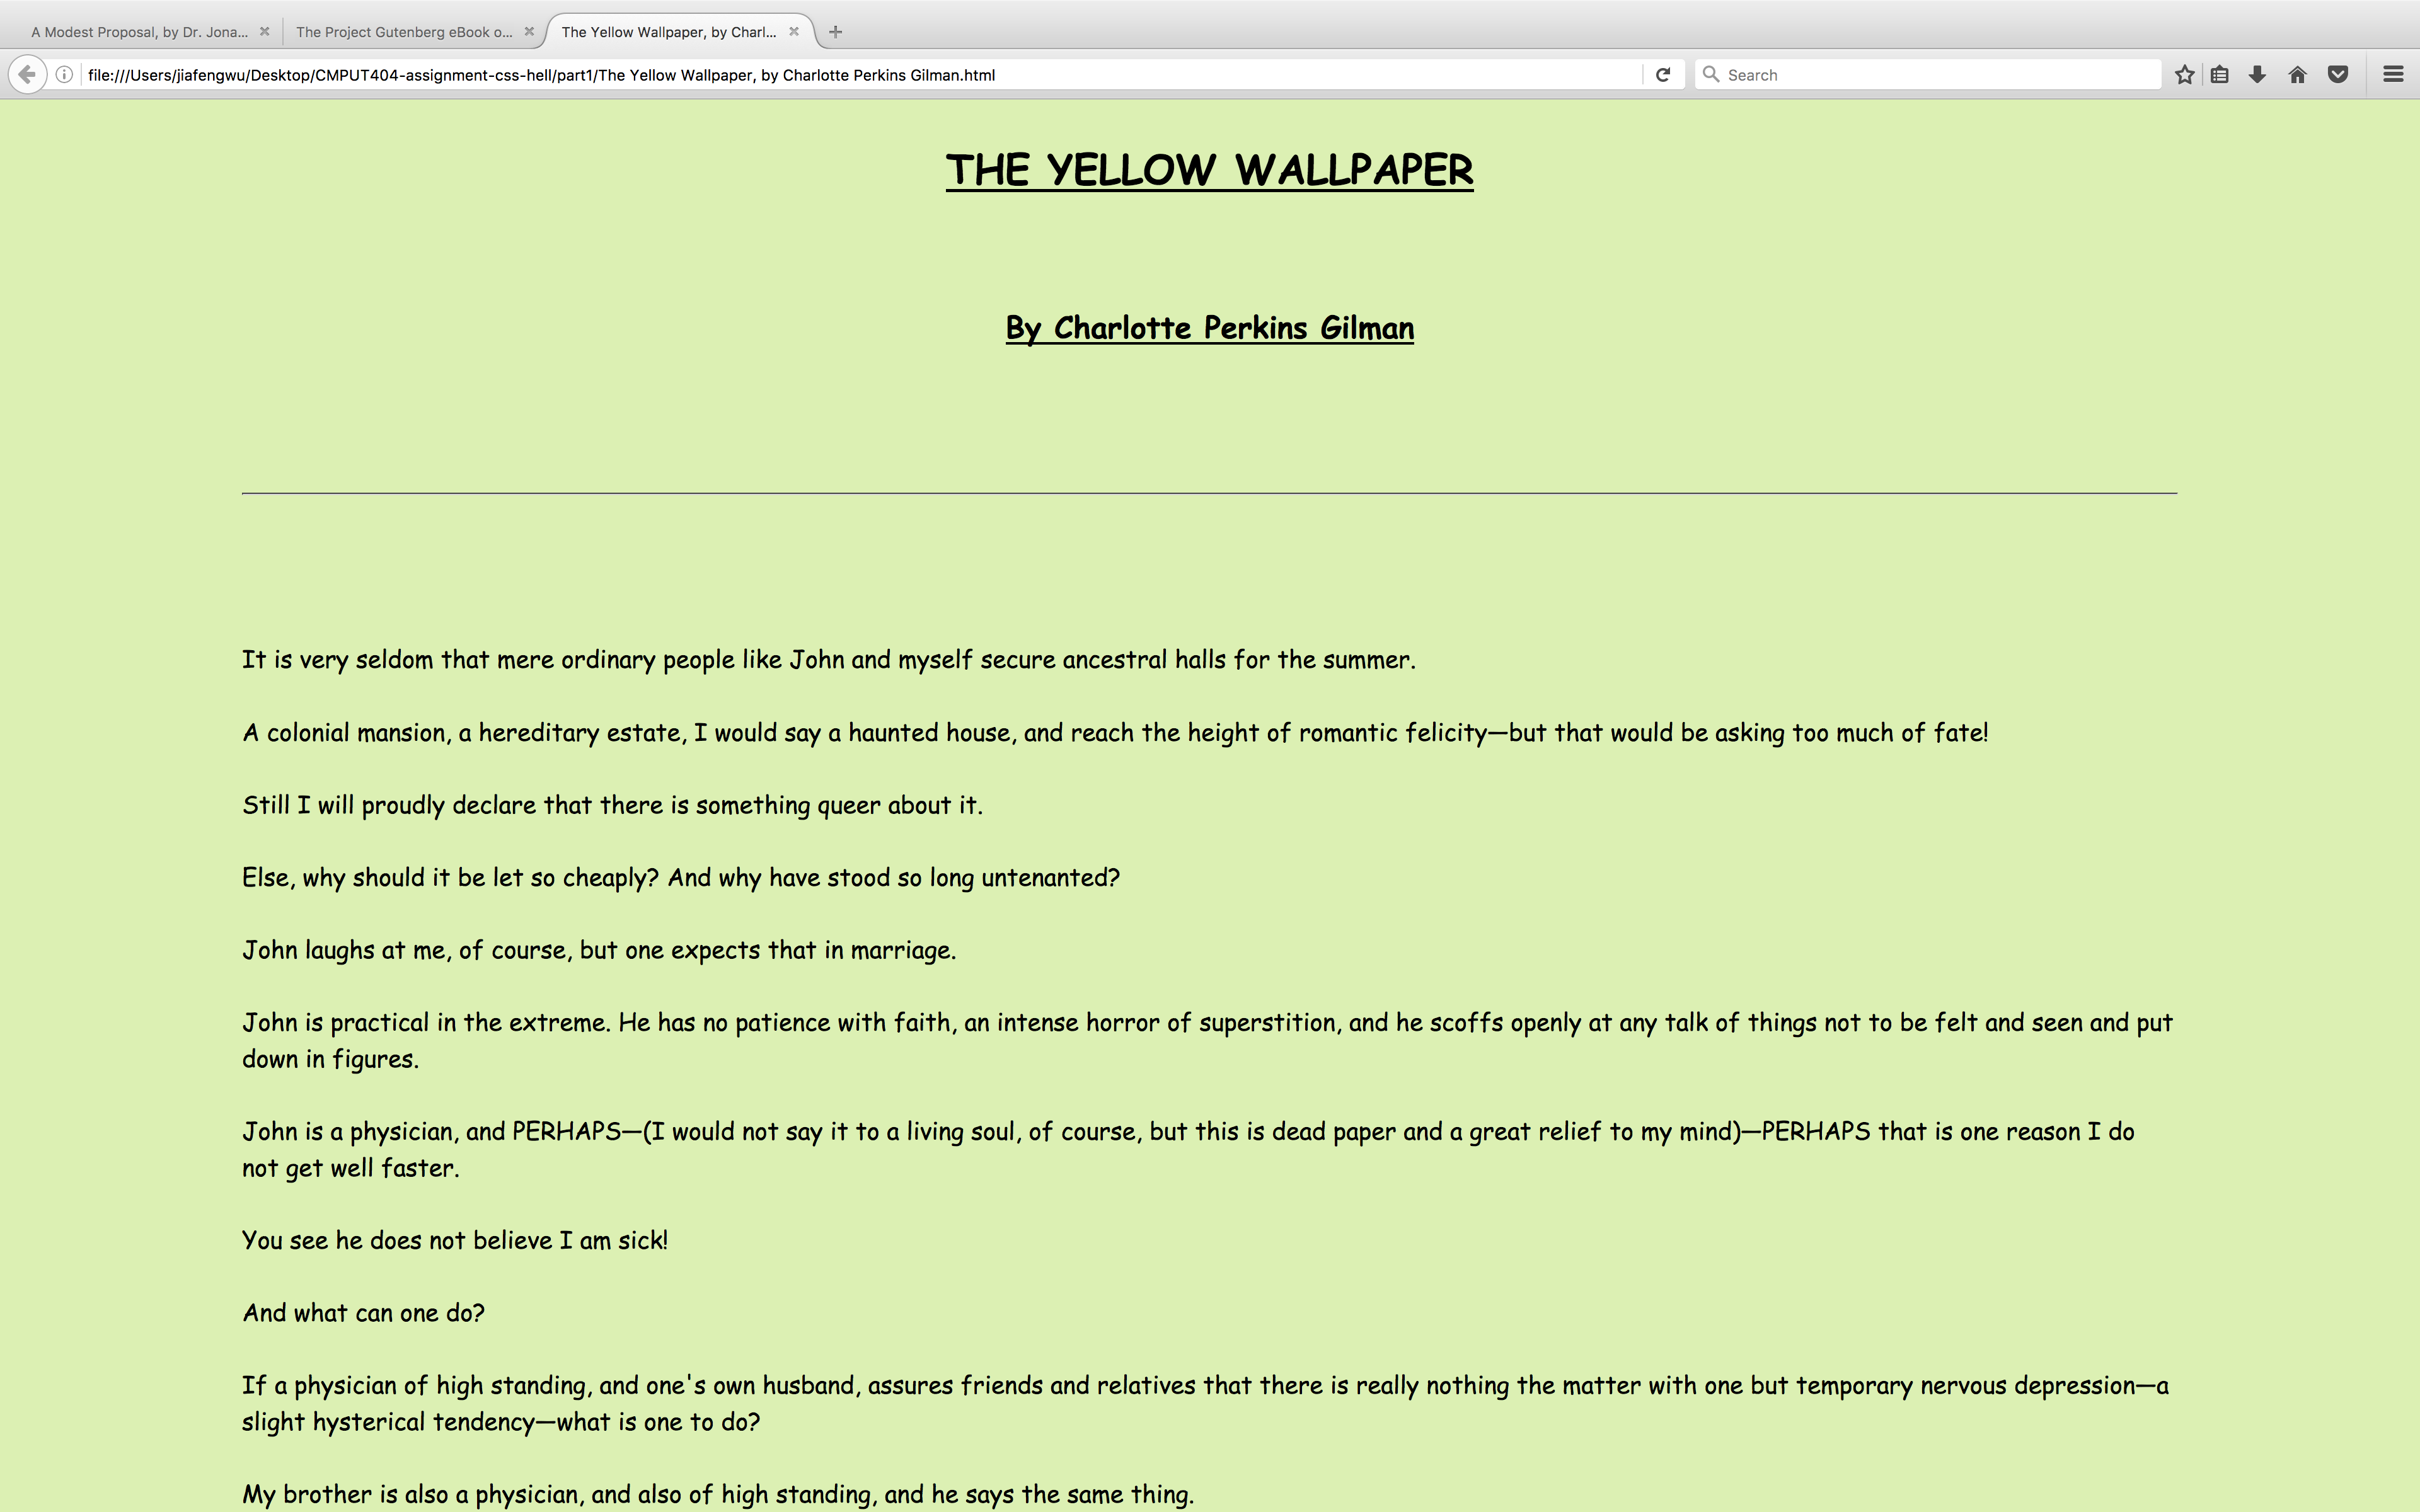 A Modest Proposal, by Dr. Jona...
The Project Gutenberg eBook o...
The Yellow Wallpaper, by Charl...
file:///Users/jiafengwu/Desktop/CMPUT404-assignment-css-hell/part1/The Yellow Wallpaper, by Charlotte Perkins Gilman.html
Search
THE YELLOW WALLPAPER
By Charlotte Perkins Gilman
It is very seldom that mere ordinary people like John and myself secure ancestral halls for the summer.
A colonial mansion, a hereditary estate, I would say a haunted house, and reach the height of romantic felicity—but that would be asking too much of fate!
Still I will proudly declare that there is something queer about it.
Else, why should it be let so cheaply? And why have stood so long untenanted?
John laughs at me, of course, but one expects that in marriage.
John is practical in the extreme. He has no patience with faith, an intense horror of superstition, and he scoffs openly at any talk of things not to be felt and seen and put
down in figures.
John is a physician, and PERHAPS—(I would not say it to a living soul, of course, but this is dead paper and a great relief to my mind)—PERHAPS that is one reason I do
not get well faster.
You see he does not believe I am sick!
And what can one do?
If a physician of high standing, and one's own husband, assures friends and relatives that there is really nothing the matter with one but temporary nervous depression—a
slight hysterical tendency—what is one to do?
My brother is also a physician, and also of high standing, and he says the same thing.